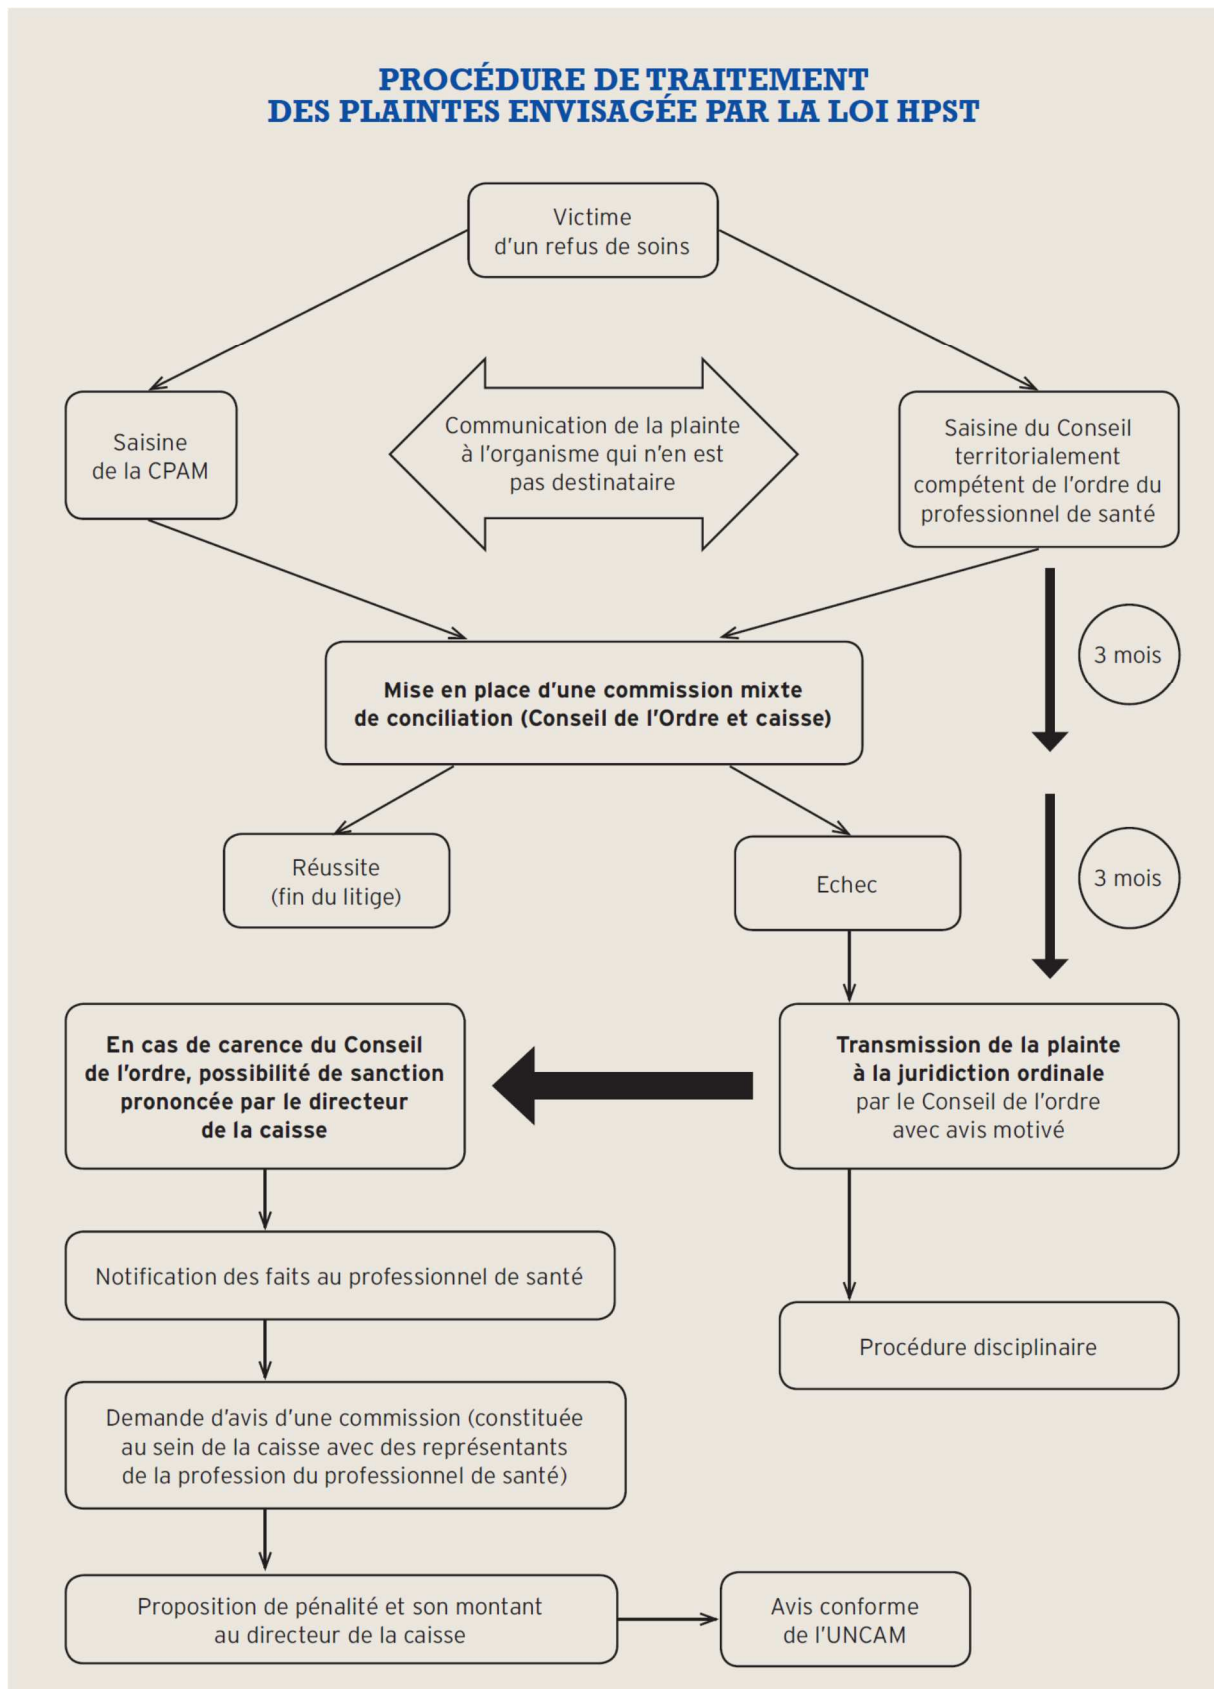 PROCÉDURE DE TRAITEMENT
DES PLAINTES ENVISAGÉE PAR LA LOI HPST
Victime
d'un refus de soins
Saisine
de la CPAM
Communication de la plainte
à l'organisme qui n'en est
pas destinataire
Saisine du Conseil
territorialement
compétent de l'ordre du
professionnel de santé
3 mois
Mise en place d'une commission mixte
de conciliation (Conseil de l'Ordre et caisse)
Réussite
(fin du litige)
Echec
3 mois
En cas de carence du Conseil
de l'ordre, possibilité de sanction
prononcée par le directeur
de la caisse
Transmission de la plainte
à la juridiction ordinale
par le Conseil de l'ordre
avec avis motivé
Notification des faits au professionnel de santé
Procédure disciplinaire
Demande d'avis d'une commission (constituée
au sein de la caisse avec des représentants
de la profession du professionnel de santé)
Proposition de pénalité et son montant
au directeur de la caisse
Avis conforme
de l'UNCAM